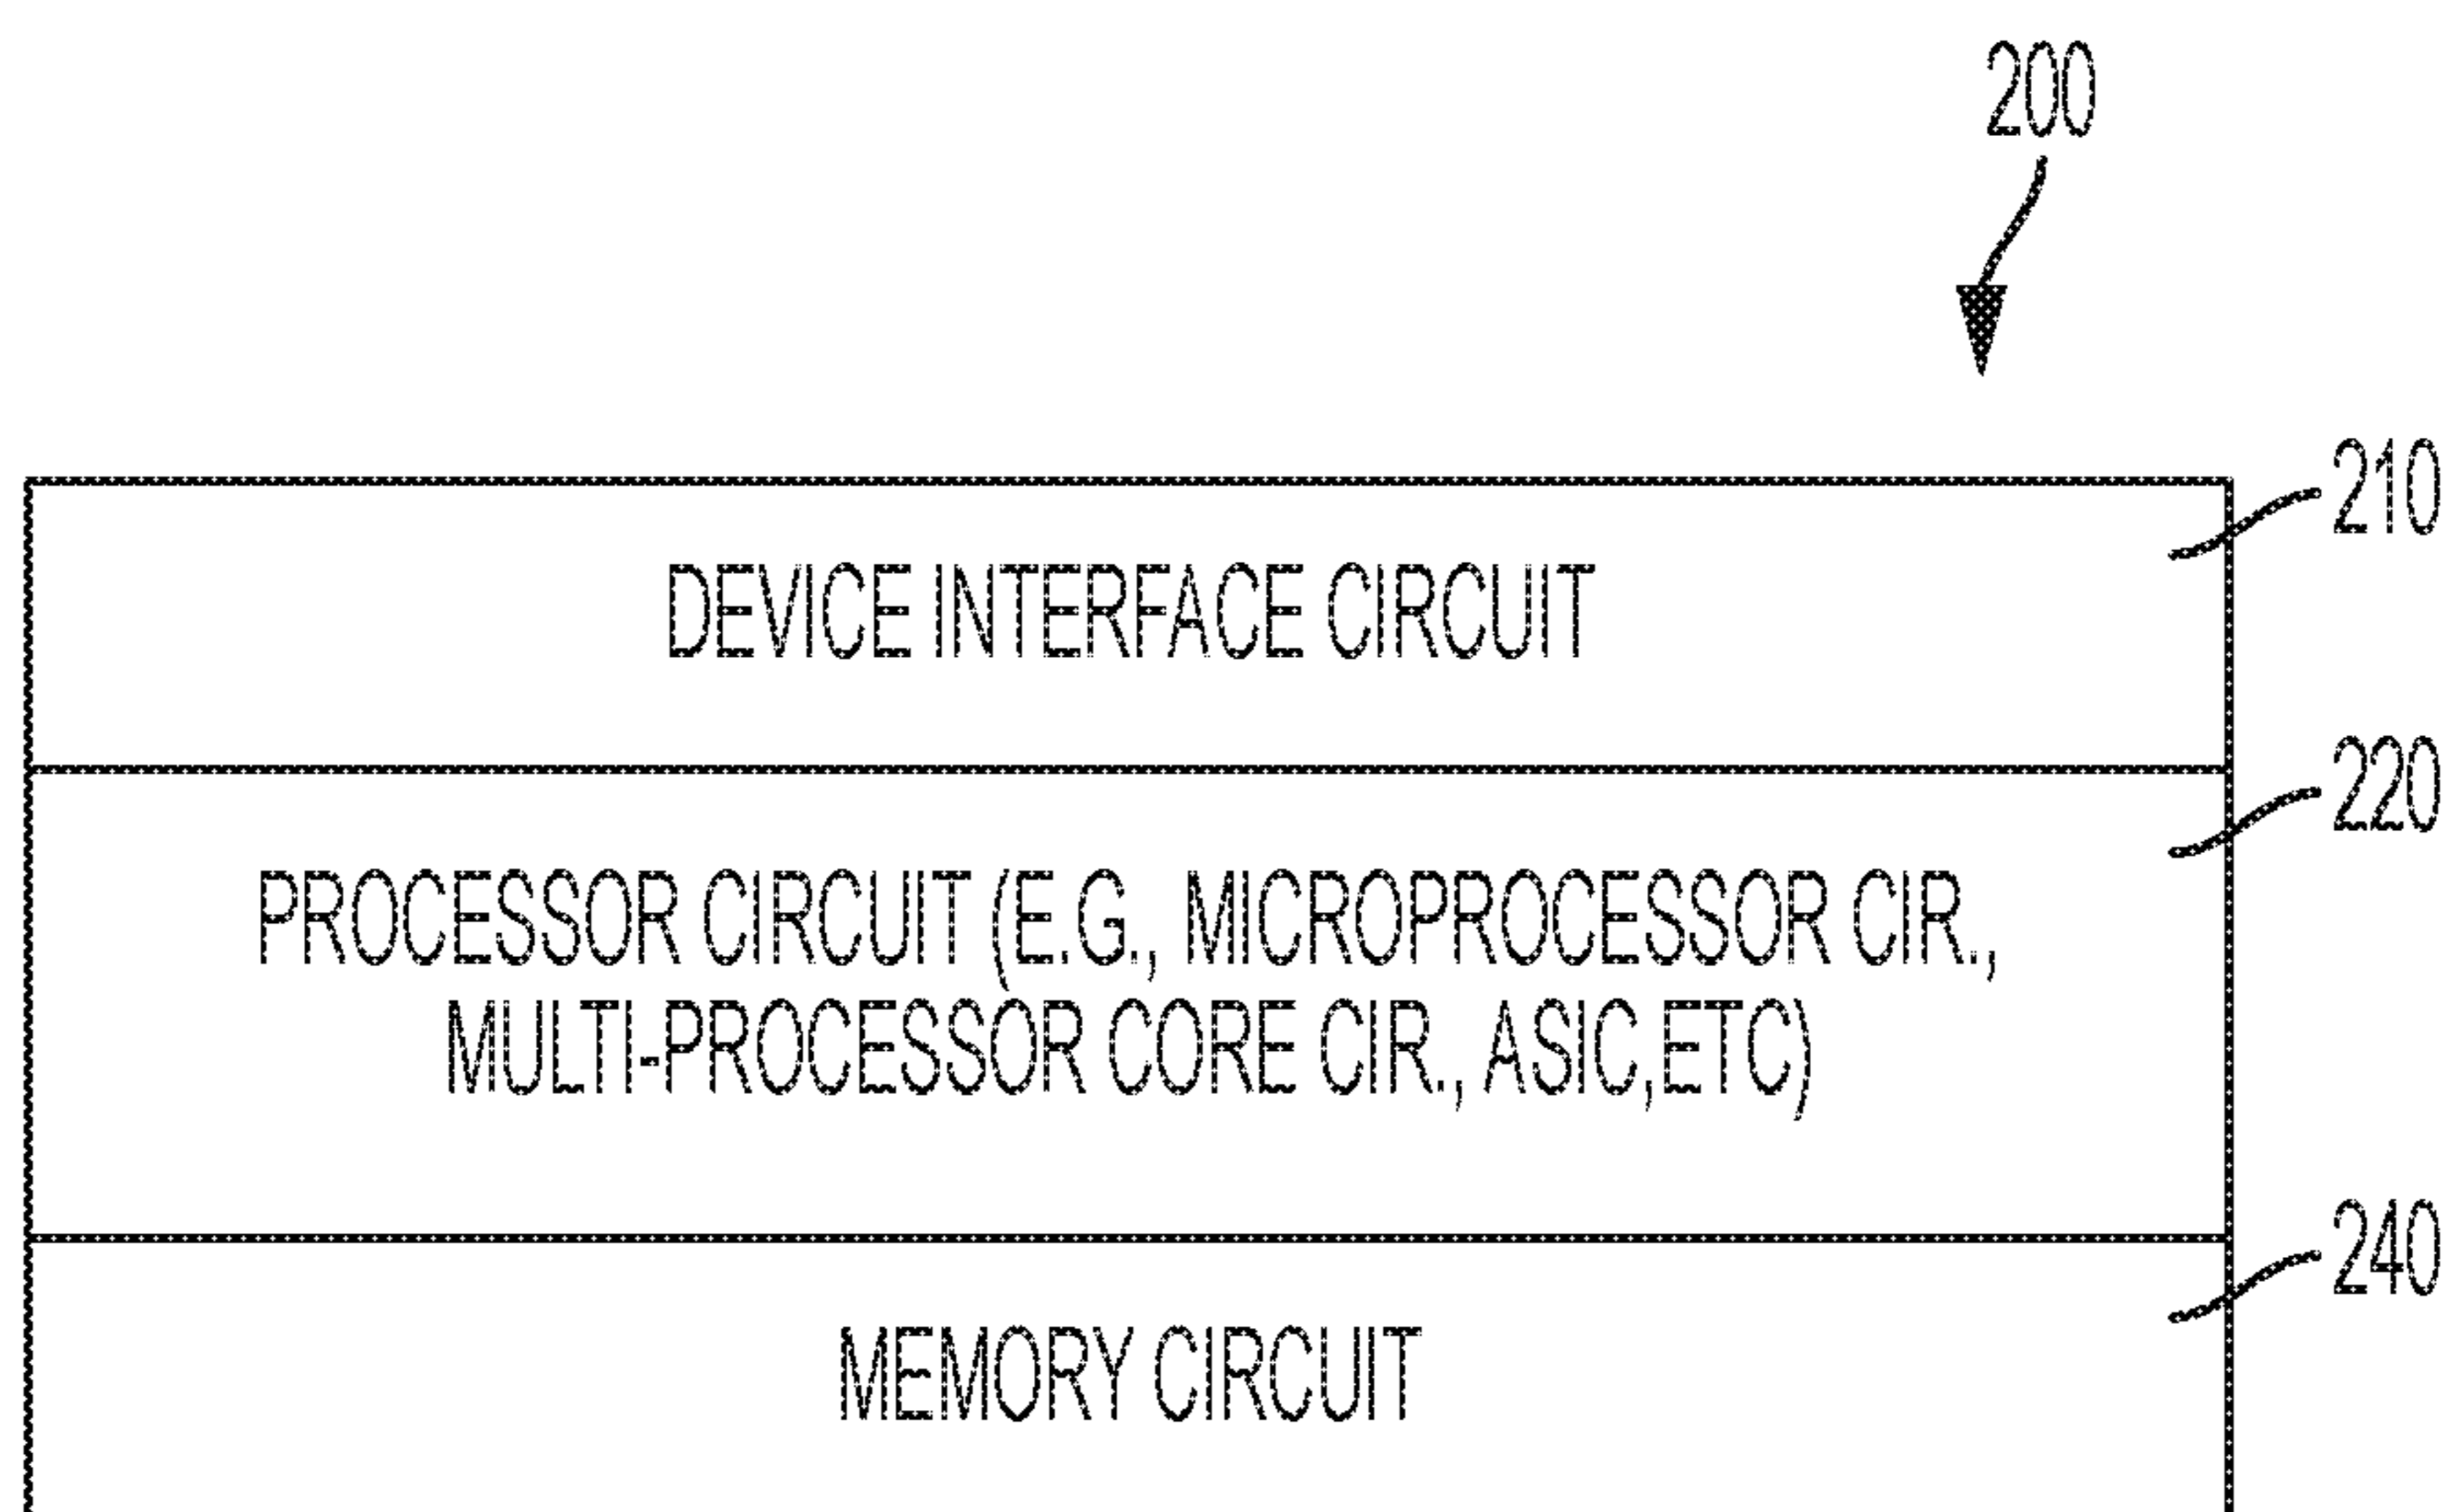 200
210
DEVICE INTERFACE CIRCUIT
220
PROCESSOR CIRCUIT (E.G., MICROPROCESSOR CIR.,
MULTI-PROCESSOR CORE CIR., ASIC,ETC)
240
MEMORY CIRCUIT